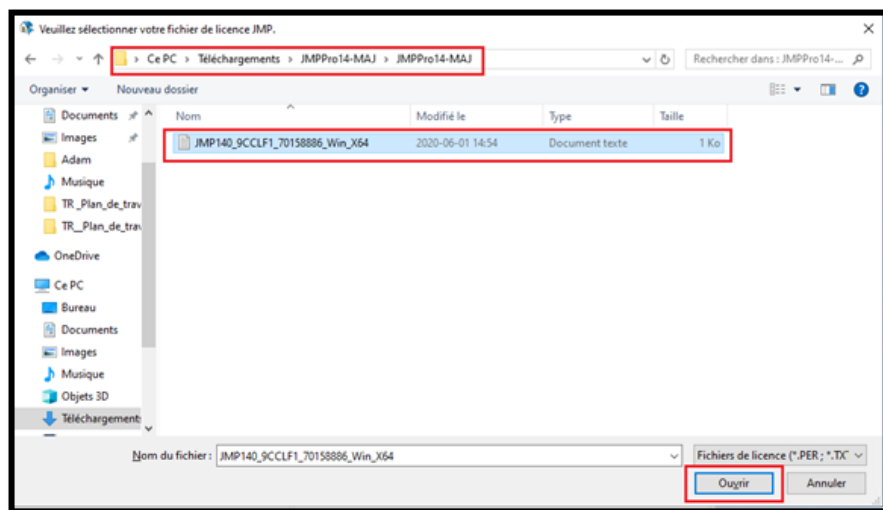 Veuillez sélectionner votre fichier de licence JMP.
Ce PC > Téléchargements > JMPPro14-MAJ > JMPPro14-MAJ
Rechercher dans : JMPPro14-...
Organiser Nouveau dossier
Nom Modifié le Type Taille
JMP140_9CCLF1_70158886_Win_X64 2020-06-01 14:54 Document texte 1 Ko
Documents
Images
Adam
Musique
TR_Plan_de_trav
TR__Plan_de_trav
OneDrive
Ce PC
Bureau
Documents
Images
Musique
Objets 3D
Téléchargement
Nom du fichier : JMP140_9CCLF1_70158886_Win_X64 Fichiers de licence (*.PER ; *.TX
Ouvrir Annuler